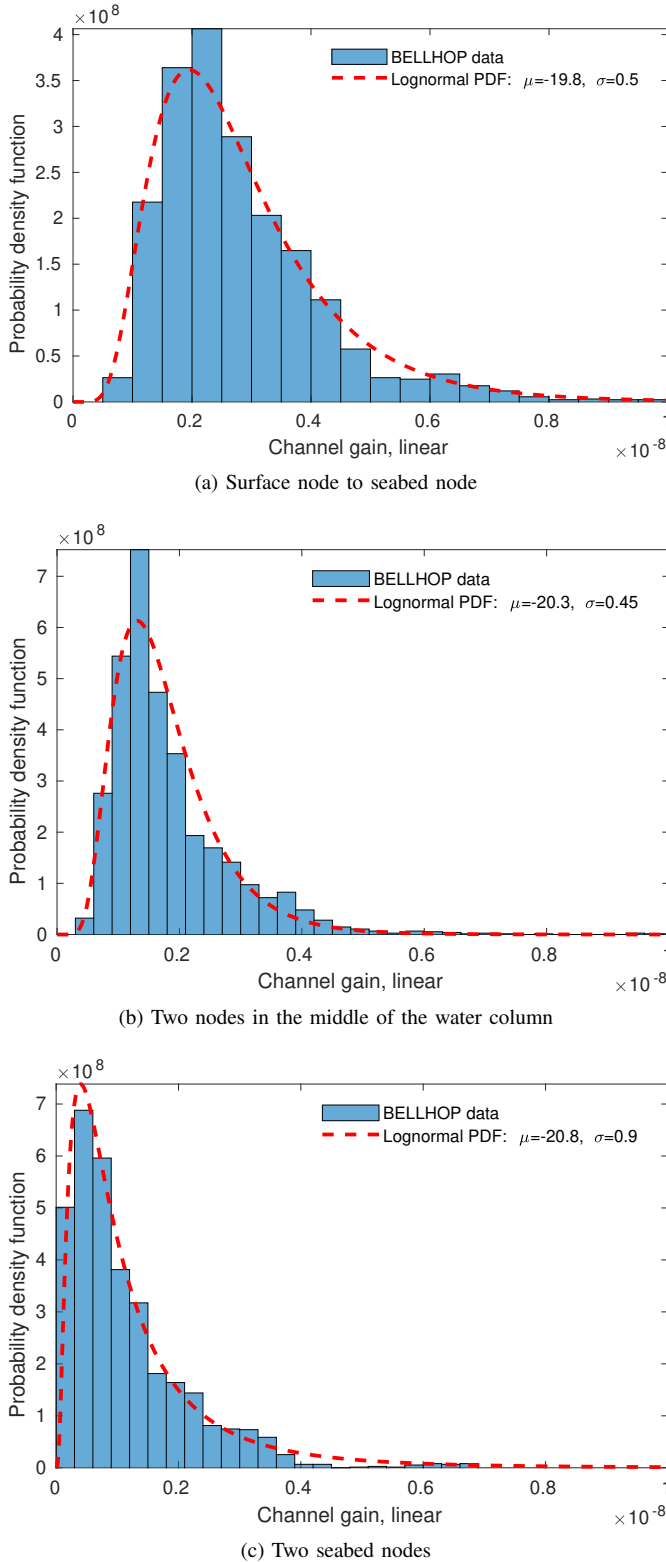 ×10^8
4
3.5
3
2.5
2
1.5
1
0.5
0
Probability density function
BELLHOP data
Lognormal PDF: μ=-19.8, σ=0.5
0 0.2 0.4 0.6 0.8 1
Channel gain, linear
×10^-8
(a) Surface node to seabed node
×10^8
7
6
5
4
3
2
1
0
Probability density function
BELLHOP data
Lognormal PDF: μ=-20.3, σ=0.45
0 0.2 0.4 0.6 0.8 1
Channel gain, linear
×10^-8
(b) Two nodes in the middle of the water column
×10^8
7
6
5
4
3
2
1
0
Probability density function
BELLHOP data
Lognormal PDF: μ=-20.8, σ=0.9
0 0.2 0.4 0.6 0.8 1
Channel gain, linear
×10^-8
(c) Two seabed nodes